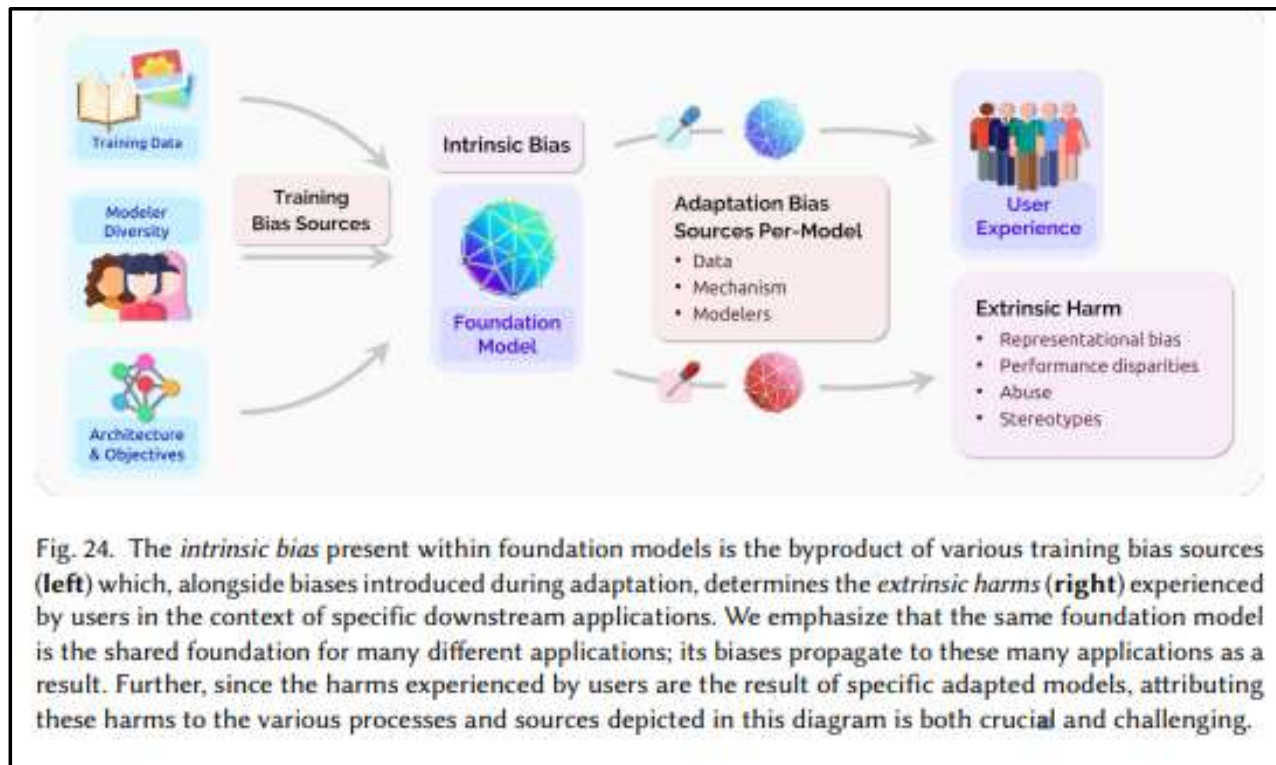 Training Data
Modeler
Diversity
Architecture
& Objectives
Training
Bias Sources
Intrinsic Bias
Foundation
Model
Adaptation Bias
Sources Per-Model
• Data
• Mechanism
• Modelers
User
Experience
Extrinsic Harm
• Representational bias
• Performance disparities
• Abuse
• Stereotypes
Fig. 24. The intrinsic bias present within foundation models is the byproduct of various training bias sources
(left) which, alongside biases introduced during adaptation, determines the extrinsic harms (right) experienced
by users in the context of specific downstream applications. We emphasize that the same foundation model
is the shared foundation for many different applications; its biases propagate to these many applications as a
result. Further, since the harms experienced by users are the result of specific adapted models, attributing
these harms to the various processes and sources depicted in this diagram is both crucial and challenging.